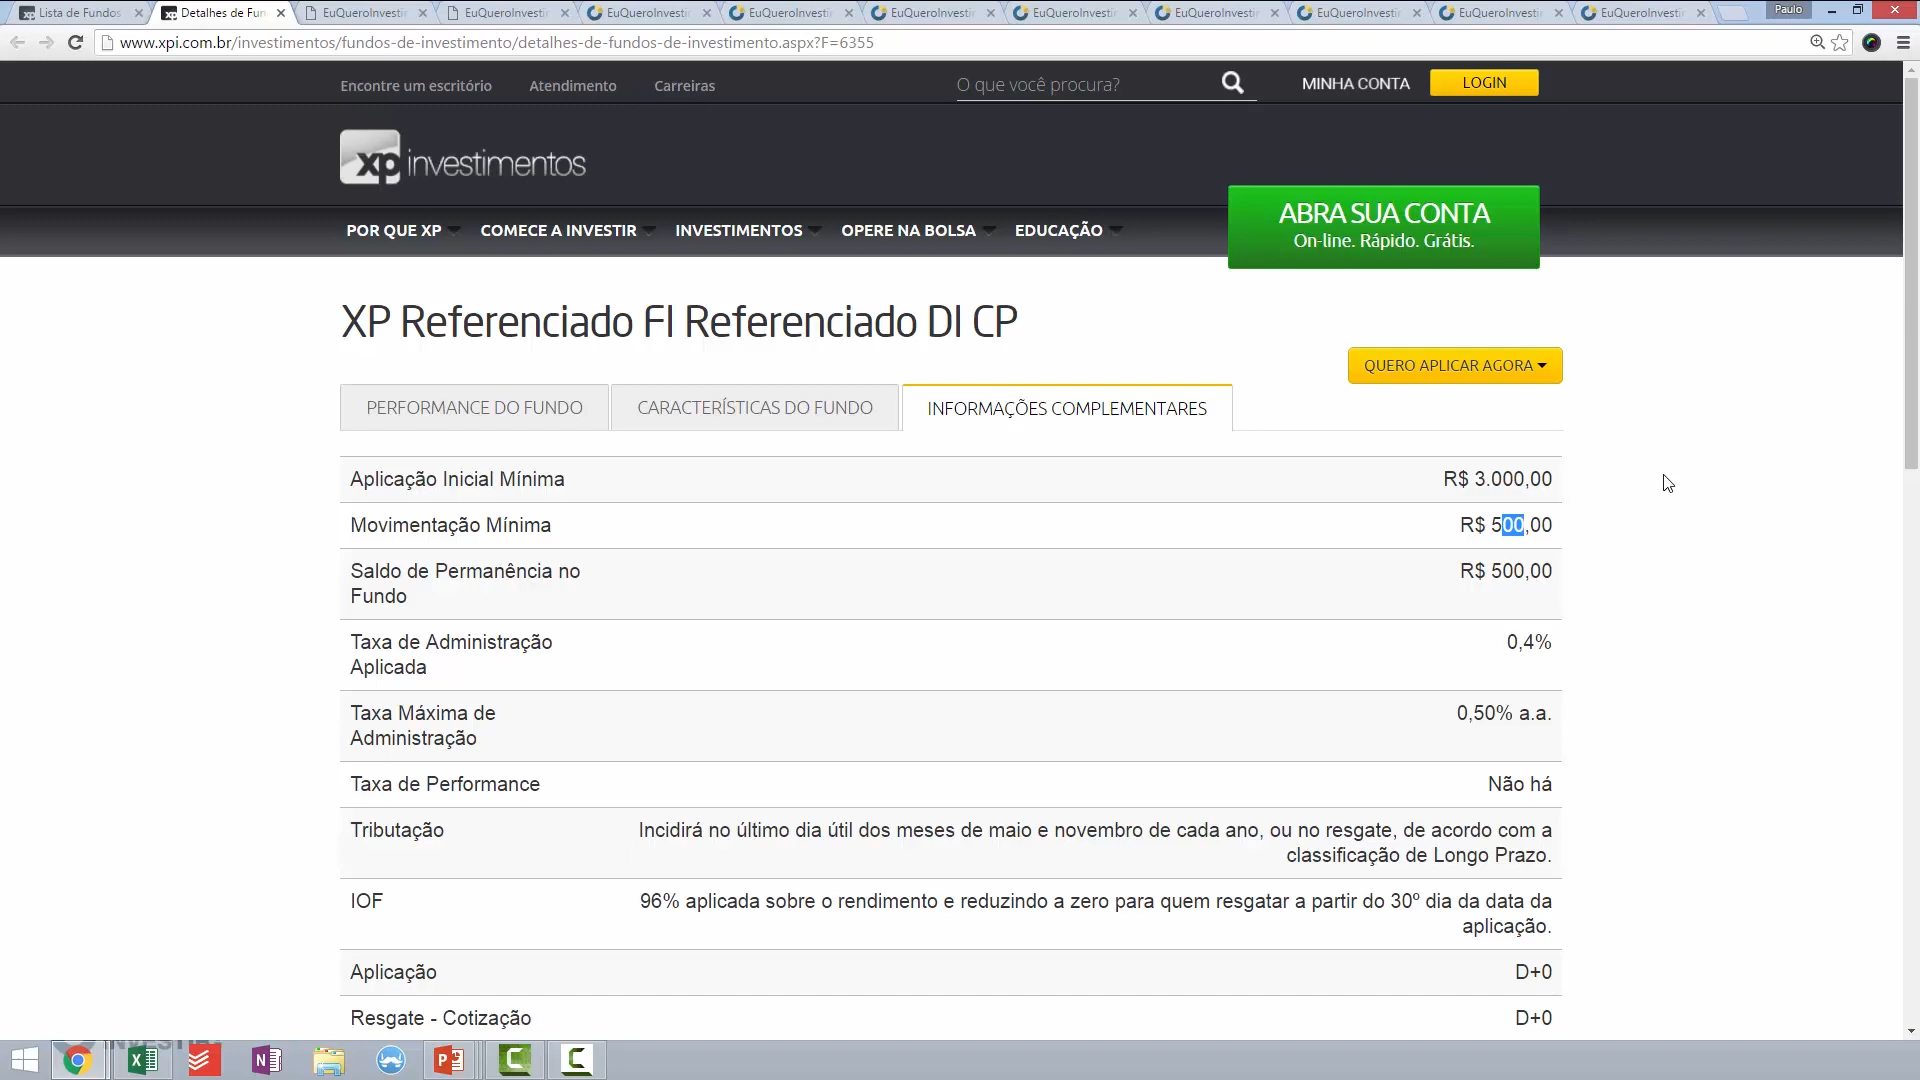 Lista de Fundos
Detalhes de Fun
EuQueroInvesti
EuQueroInvesti
EuQueroInvesti
EuQueroInvesti
EuQueroInvesti
EuQueroInvesti
EuQueroInvesti
EuQueroInvesti
EuQueroInvesti
EuQueroInvesti
Paulo
www.xpi.com.br/investimentos/fundos-de-investimento/detalhes-de-fundos-de-investimento.aspx?F=6355
Encontre um escritório
Atendimento
Carreiras
O que você procura?
MINHA CONTA
LOGIN
xp investimentos
POR QUE XP
COMECE A INVESTIR
INVESTIMENTOS
OPERE NA BOLSA
EDUCAÇÃO
ABRA SUA CONTA
On-line. Rápido. Grátis.
XP Referenciado FI Referenciado DI CP
QUERO APLICAR AGORA
PERFORMANCE DO FUNDO
CARACTERÍSTICAS DO FUNDO
INFORMAÇÕES COMPLEMENTARES
Aplicação Inicial Mínima
R$ 3.000,00
Movimentação Mínima
R$ 500,00
Saldo de Permanência no
Fundo
R$ 500,00
Taxa de Administração
Aplicada
0,4%
Taxa Máxima de
Administração
0,50% a.a.
Taxa de Performance
Não há
Tributação
Incidirá no último dia útil dos meses de maio e novembro de cada ano, ou no resgate, de acordo com a
classificação de Longo Prazo.
IOF
96% aplicada sobre o rendimento e reduzindo a zero para quem resgatar a partir do 30º dia da data da
aplicação.
Aplicação
D+0
Resgate - Cotização
D+0